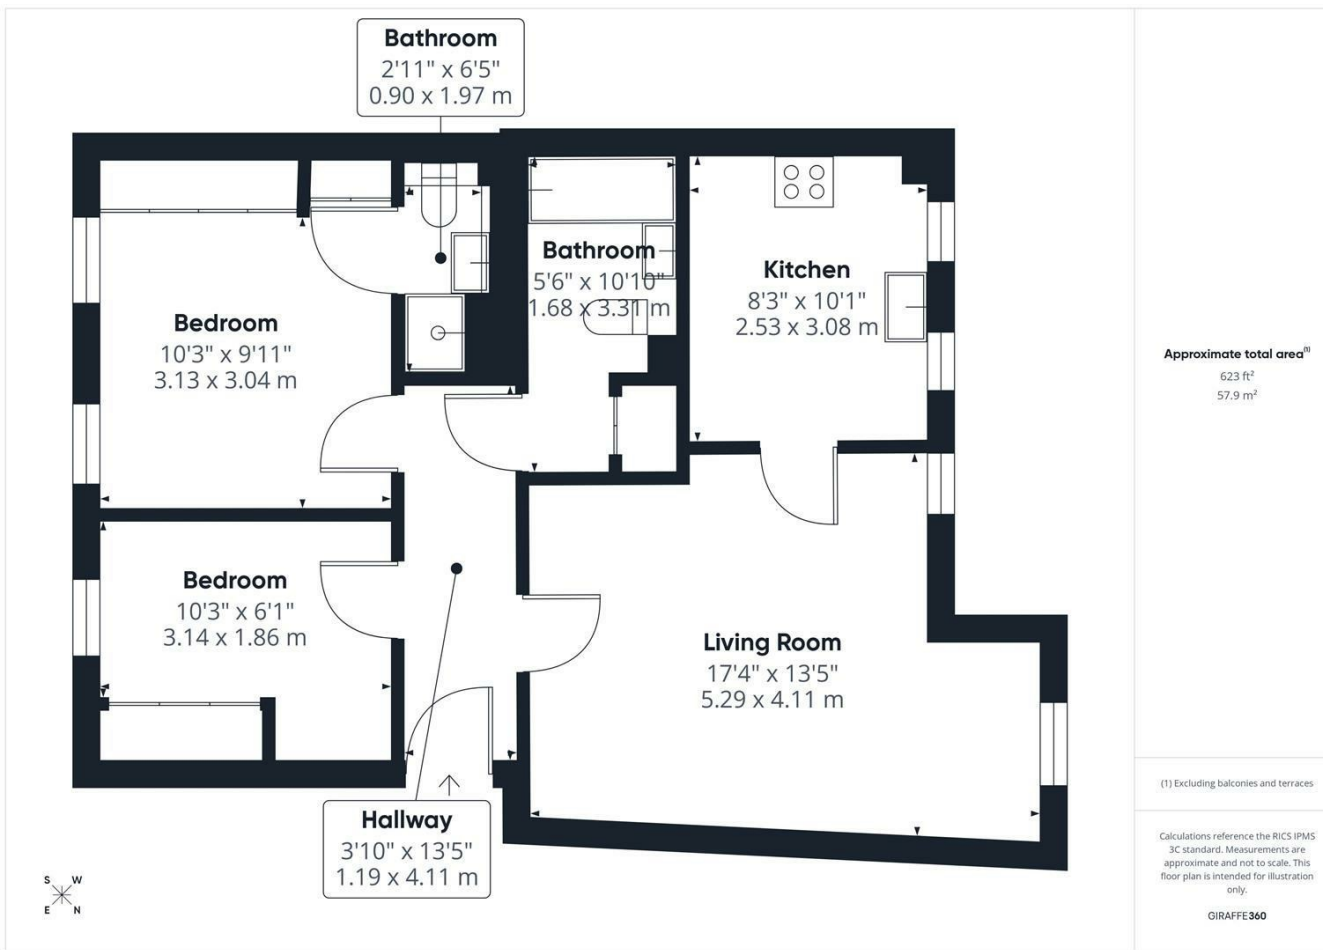 Bathroom
2'11" x 6'5"
0.90 x 1.97 m
Bathroom
5'6" x 10'10"
1.68 x 3.31 m
Kitchen
8'3" x 10'1"
2.53 x 3.08 m
Bedroom
10'3" x 9'11"
3.13 x 3.04 m
Bedroom
10'3" x 6'1"
3.14 x 1.86 m
Living Room
17'4" x 13'5"
5.29 x 4.11 m
Hallway
3'10" x 13'5"
1.19 x 4.11 m
S W
E N
Approximate total area(1)
623 ft²
57.9 m²
(1) Excluding balconies and terraces
Calculations reference the RICS IPMS
3C standard. Measurements are
approximate and not to scale. This
floor plan is intended for illustration
only.
GIRAFFE360